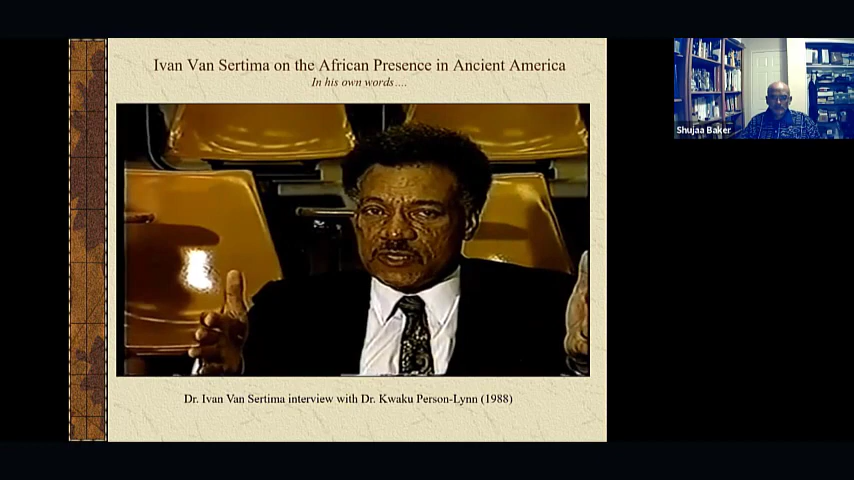 Ivan Van Sertima on the African Presence in Ancient America
In his own words....
Dr. Ivan Van Sertima interview with Dr. Kwaku Person-Lynn (1988)
Shujaa Baker